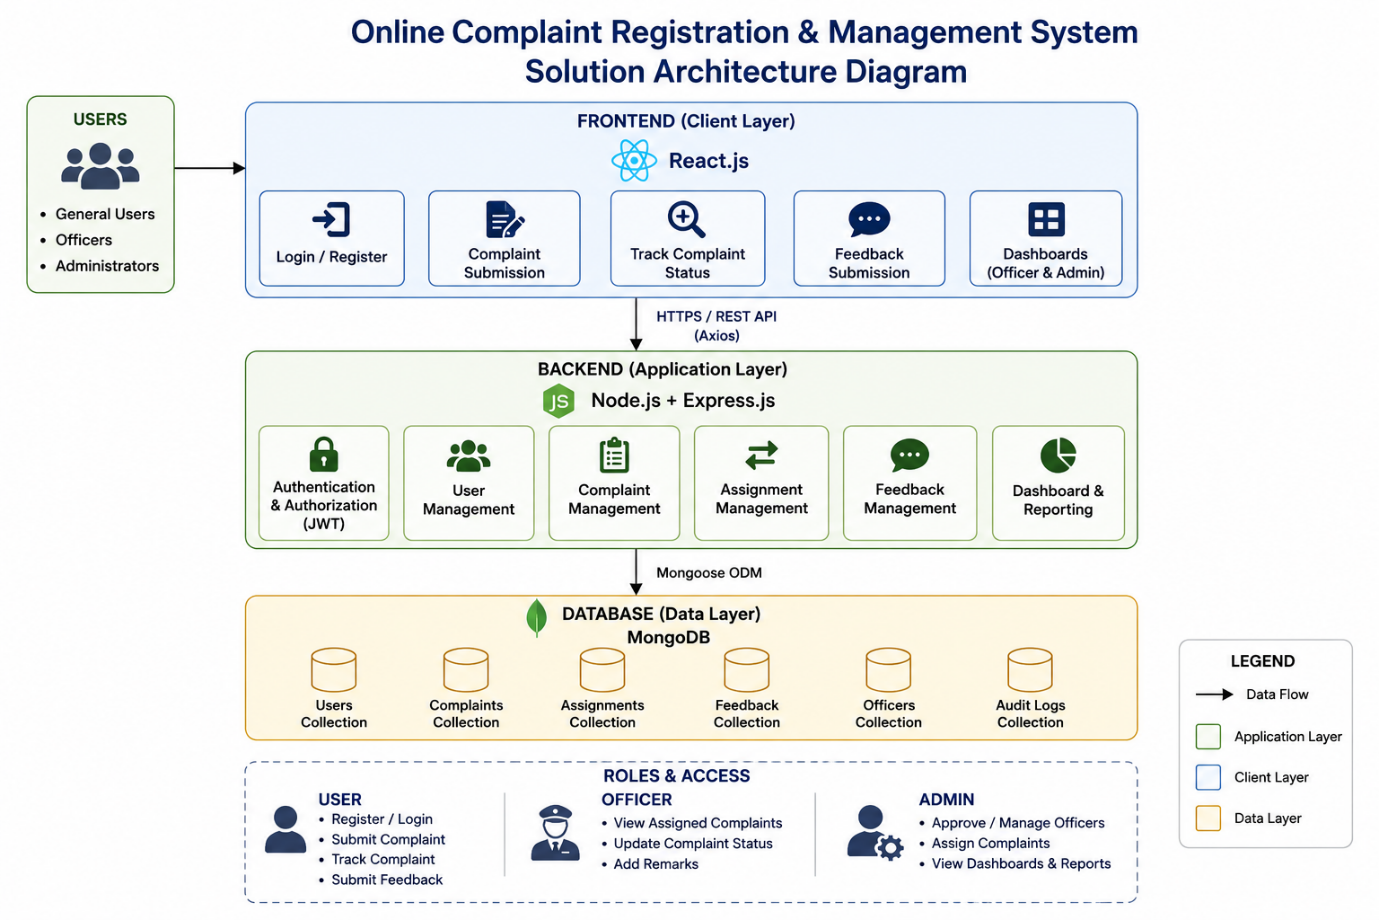 Online Complaint Registration & Management System
Solution Architecture Diagram
USERS
• General Users
• Officers
• Administrators
FRONTEND (Client Layer)
React.js
Login / Register
Complaint
Submission
Track Complaint
Status
Feedback
Submission
Dashboards
(Officer & Admin)
HTTPS / REST API
(Axios)
BACKEND (Application Layer)
JS
Node.js + Express.js
Authentication
& Authorization
(JWT)
User
Management
Complaint
Management
Assignment
Management
Feedback
Management
Dashboard &
Reporting
Mongoose ODM
DATABASE (Data Layer)
MongoDB
Users
Collection
Complaints
Collection
Assignments
Collection
Feedback
Collection
Officers
Collection
Audit Logs
Collection
LEGEND
Data Flow
Application Layer
Client Layer
Data Layer
ROLES & ACCESS
USER
• Register / Login
• Submit Complaint
• Track Complaint
• Submit Feedback
OFFICER
• View Assigned Complaints
• Update Complaint Status
• Add Remarks
ADMIN
• Approve / Manage Officers
• Assign Complaints
• View Dashboards & Reports